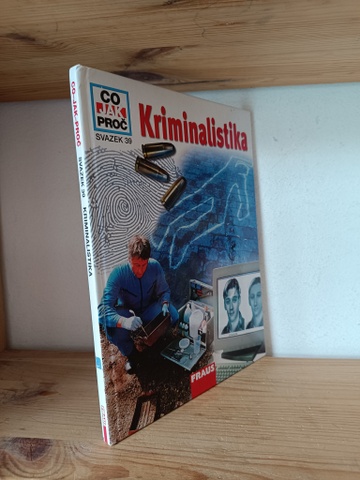 CO
JAK
PROČ
SVAZEK 39
Kriminalistika
FRAUS
CO·JAK·PROČ
SVAZEK 39
KRIMINALISTIKA